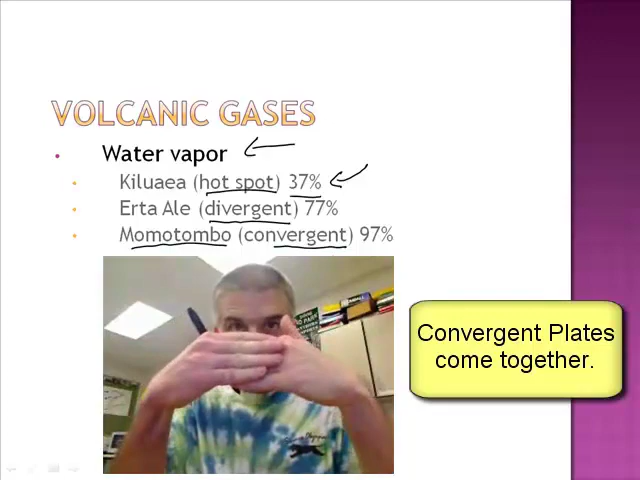 VOLCANIC GASES
Water vapor
Kiluaea (hot spot) 37%
Erta Ale (divergent) 77%
Momotombo (convergent) 97%
Convergent Plates
come together.